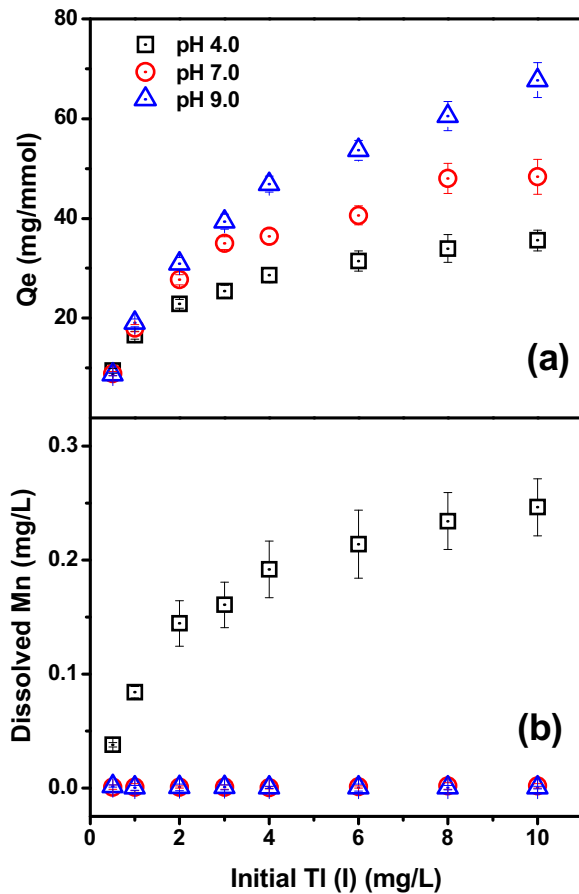 80
60
40
20
Qe (mg/mmol)
pH 4.0
pH 7.0
pH 9.0
(a)
0.3
0.2
0.1
0.0
Dissolved Mn (mg/L)
(b)
0 2 4 6 8 10
Initial Tl (I) (mg/L)